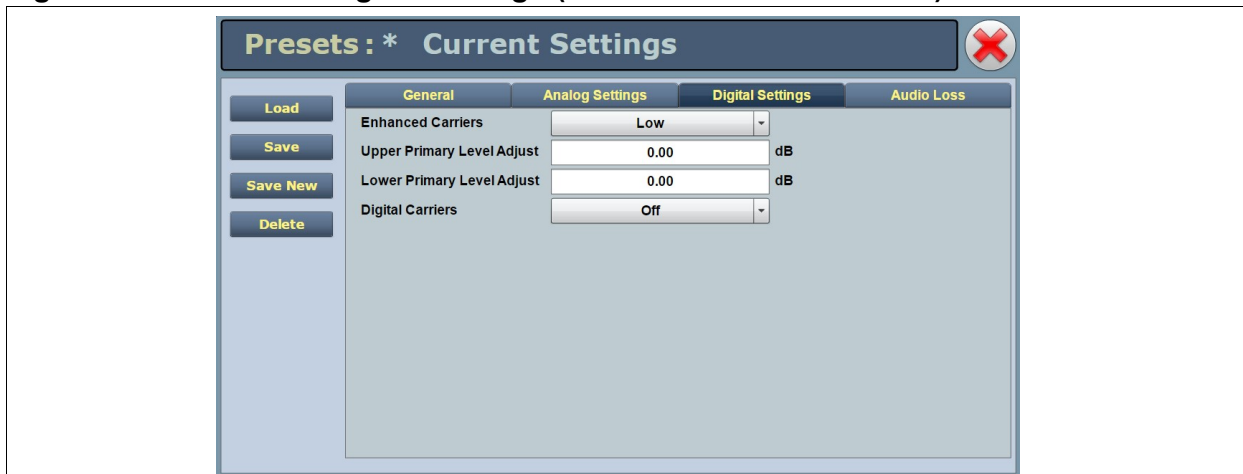 Presets: * Current Settings
Load
Save
Save New
Delete
General Analog Settings Digital Settings Audio Loss
Enhanced Carriers Low
Upper Primary Level Adjust 0.00 dB
Lower Primary Level Adjust 0.00 dB
Digital Carriers Off